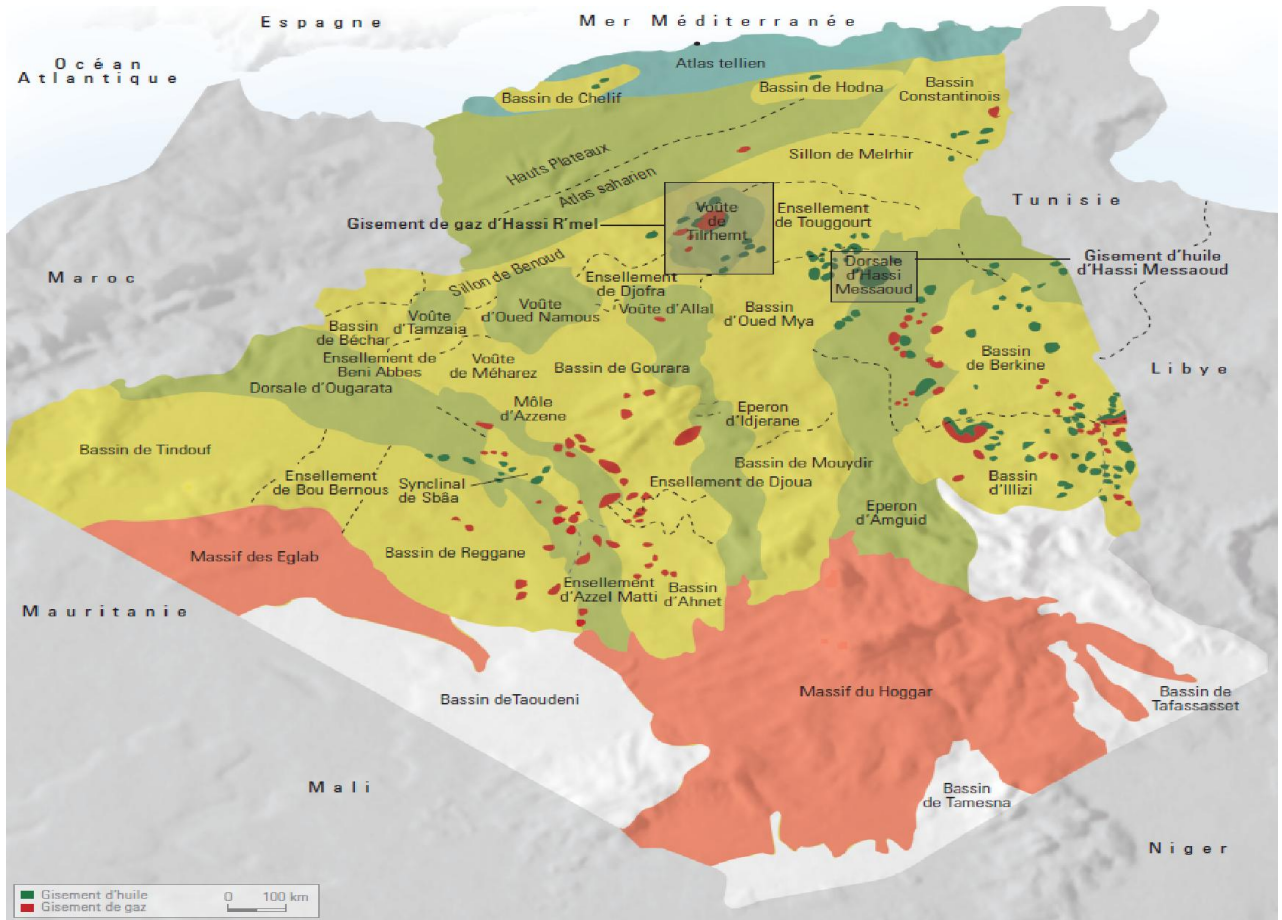 Espagne
Mer Méditerranée
Océan
Atlantique
Atlas tellien
Bassin de Chelif
Bassin de Hodna
Bassin
Constantinois
Hauts Plateaux
Atlas saharien
Sillon de Melrhir
Tunisie
Gisement de gaz d'Hassi R'mel
Voûte
de
Tilrhemt
Ensellement
de Touggourt
Gisement d'huile
d'Hassi Messaoud
Maroc
Sillon de Benoud
Ensellement
de Djofra
Dorsale
d'Hassi
Messaoud
Voûte
d'Oued Namous
Voûte d'Allal
Bassin
d'Oued Mya
Voûte
d'Tamzaia
Bassin
de Béchar
Ensellement de
Beni Abbes
Voûte
de Méharez
Bassin de Gourara
Bassin
de Berkine
Libye
Dorsale d'Ougarata
Môle
d'Azzene
Eperon
d'Idjerane
Bassin de Tindouf
Ensellement
de Bou Bernous
Synclinal
de Sbâa
Bassin de Mouydir
Ensellement de Djoua
Bassin
d'Illizi
Eperon
d'Amguid
Massif des Eglab
Bassin de Reggane
Ensellement
d'Azzel Matti
Bassin
d'Ahnet
Mauritanie
Bassin deTaoudeni
Massif du Hoggar
Bassin de
Tafassasset
Mali
Bassin
de Tamesna
Niger
Gisement d'huile
Gisement de gaz
0 100 km